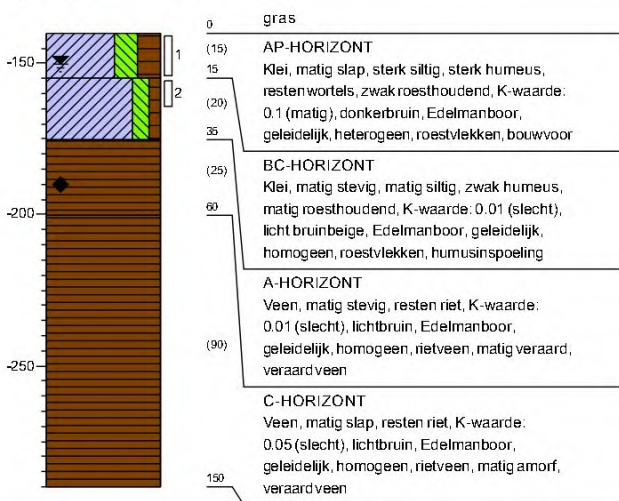 0
gras
(15)
AP-HORIZONT
-150
1
15
Klei, matig slap, sterk siltig, sterk humeus,
resten wortels, zwak roesthoudend, K-waarde:
2
(20)
0.1 (matig), donkerbruin, Edelmanboor,
geleidelijk, heterogeen, roestvlekken, bouwvoor
35
BC-HORIZONT
(25)
Klei, matig stevig, matig siltig, zwak humeus,
matig roesthoudend, K-waarde: 0.01 (slecht),
-200
60
licht bruinbeige, Edelmanboor, geleidelijk,
homogeen, roestvlekken, humusinspoeling
A-HORIZONT
Veen, matig stevig, resten riet, K-waarde:
0.01 (slecht), lichtbruin, Edelmanboor,
(90)
geleidelijk, homogeen, rietveen, matig veraard,
-250
veraard veen
C-HORIZONT
Veen, matig slap, resten riet, K-waarde:
0.05 (slecht), lichtbruin, Edelmanboor,
geleidelijk, homogeen, rietveen, matig amorf,
150
veraard veen